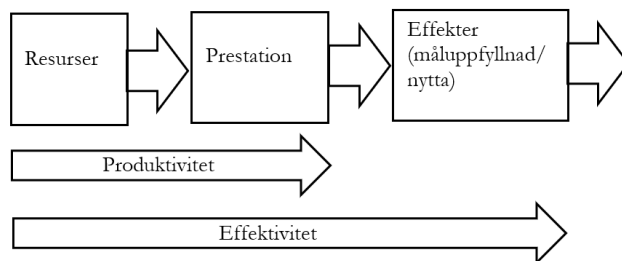 Resurser
Prestation
Effekter
(måluppfyllnad/
nytta)
Produktivitet
Effektivitet